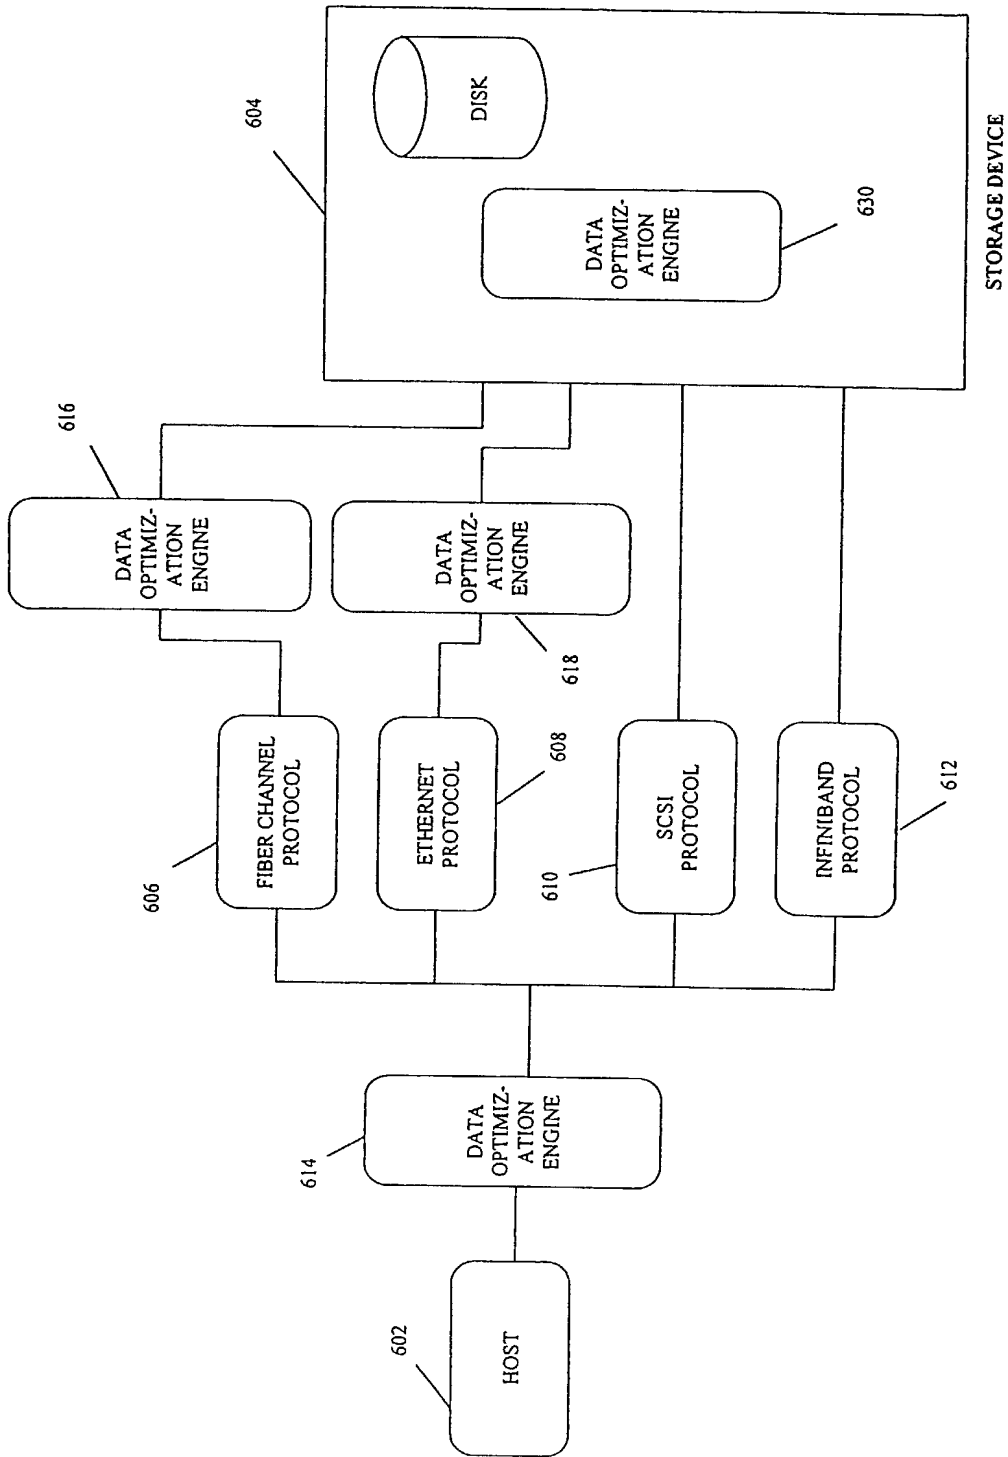 602
HOST
614
DATA
OPTIMIZ-
ATION
ENGINE
606
FIBER CHANNEL
PROTOCOL
ETHERNET
PROTOCOL
608
610
SCSI
PROTOCOL
INFINIBAND
PROTOCOL
612
616
DATA
OPTIMIZ-
ATION
ENGINE
DATA
OPTIMIZ-
ATION
ENGINE
618
604
DISK
DATA
OPTIMIZ-
ATION
ENGINE
630
STORAGE DEVICE